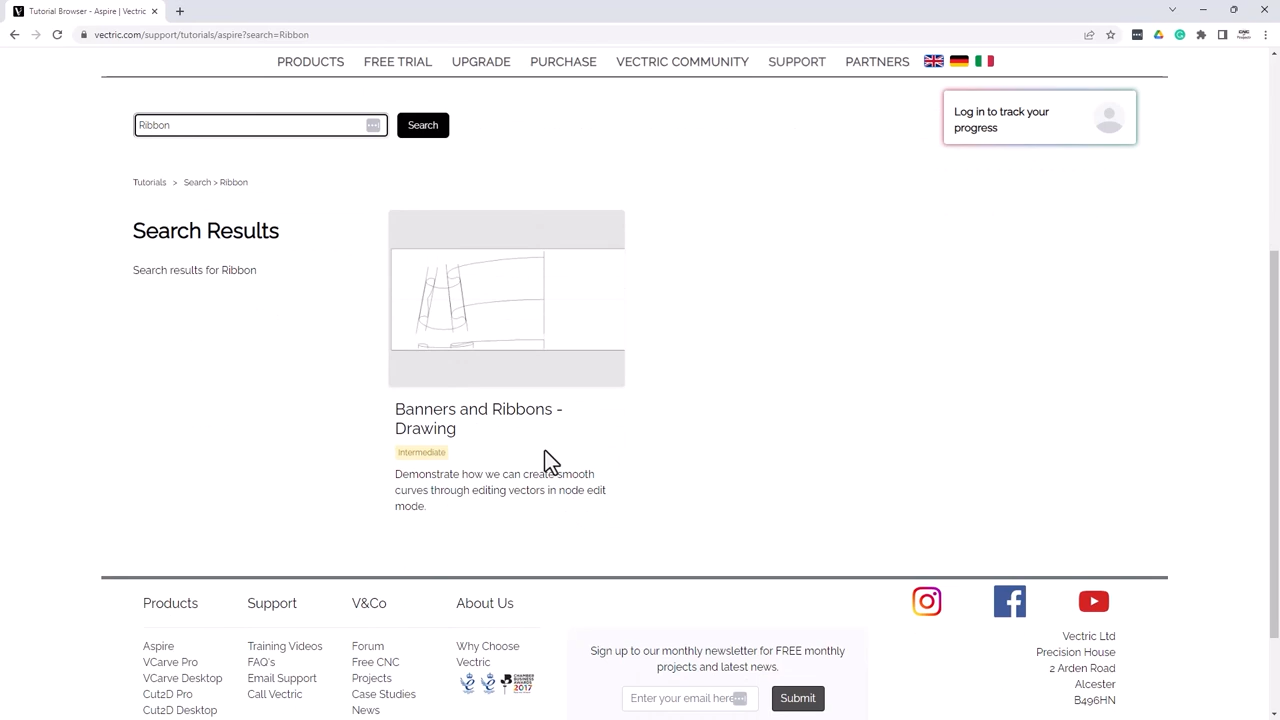 Tutorial Browser - Aspire | Vectric
vectric.com/support/tutorials/aspire?search=Ribbon
PRODUCTS FREE TRIAL UPGRADE PURCHASE VECTRIC COMMUNITY SUPPORT PARTNERS
Ribbon
Search
Log in to track your
progress
Tutorials > Search > Ribbon
Search Results
Search results for Ribbon
Banners and Ribbons -
Drawing
Intermediate
Demonstrate how we can create smooth
curves through editing vectors in node edit
mode.
Products
Aspire
VCarve Pro
VCarve Desktop
Cut2D Pro
Cut2D Desktop
Support
Training Videos
FAQ's
Email Support
Call Vectric
V&Co
Forum
Free CNC
Projects
Case Studies
News
About Us
Why Choose
Vectric
CHAMBER
BUSINESS
AWARDS
2017
Sign up to our monthly newsletter for FREE monthly
projects and latest news.
Enter your email here
Submit
Vectric Ltd
Precision House
2 Arden Road
Alcester
B496HN